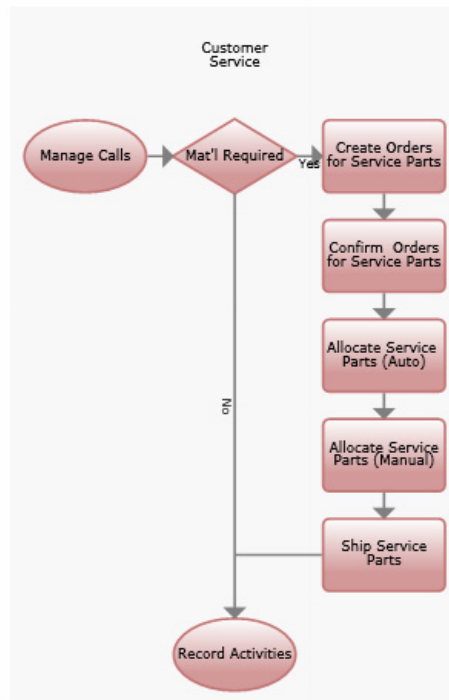 Customer
Service
Manage Calls
Mat'l Required
Yes
Create Orders
for Service Parts
Confirm Orders
for Service Parts
Allocate Service
Parts (Auto)
No
Allocate Service
Parts (Manual)
Ship Service
Parts
Record Activities